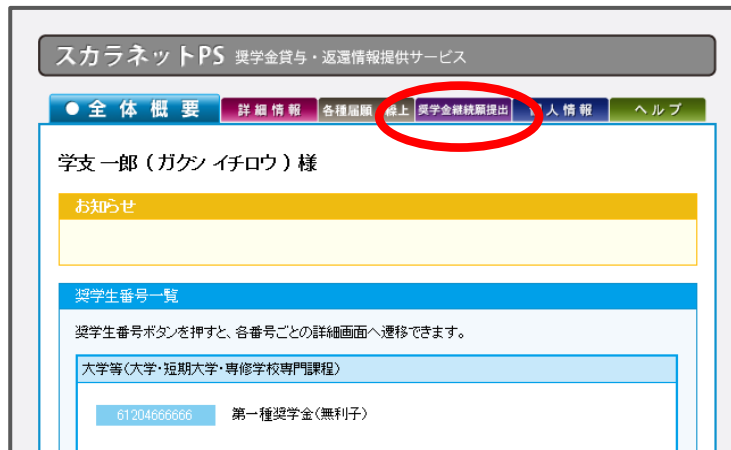 スカラネットPS 奨学金貸与・返還情報提供サービス
●全体概要 詳細情報 各種届願 繰上 奨学金継続願提出 人情報 ヘルプ
学支 一郎 ( ガクシ イチロウ ) 様
お知らせ
奨学生番号一覧
奨学生番号ボタンを押すと、各番号ごとの詳細画面へ遷移できます。
大学等(大学・短期大学・専修学校専門課程)
61204666666 第一種奨学金(無利子)